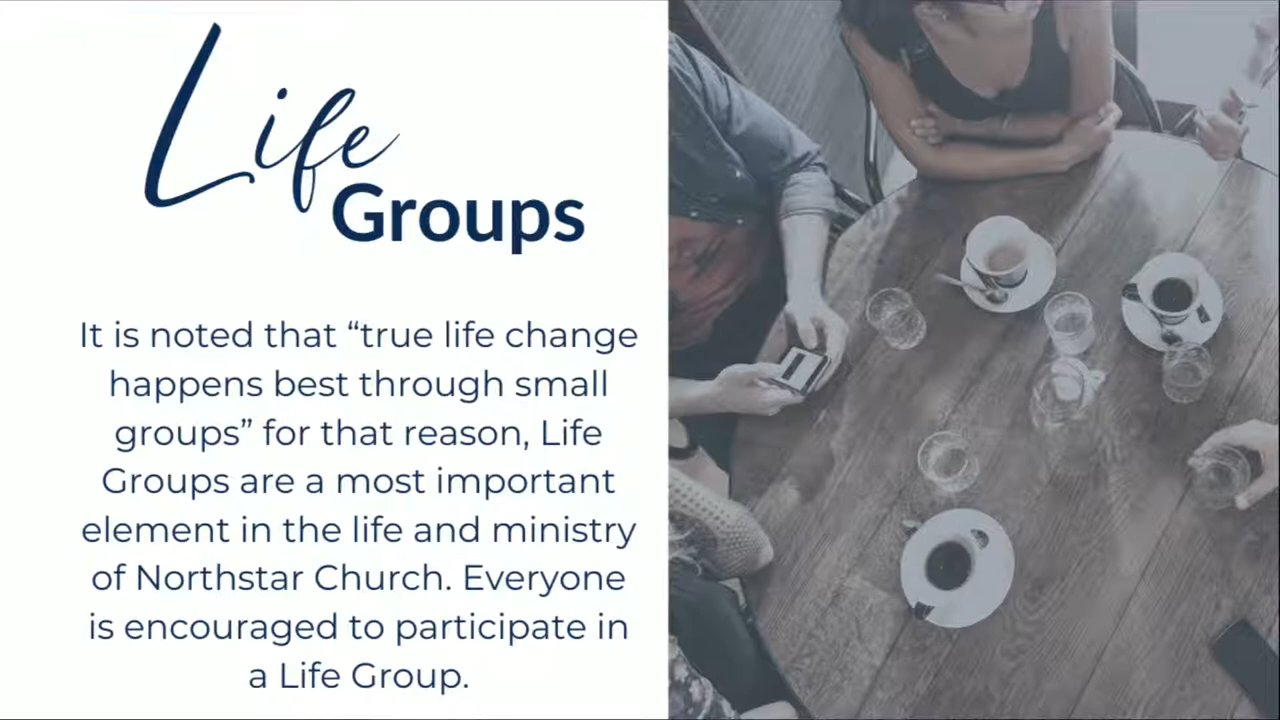 Life
Groups
It is noted that “true life change
happens best through small
groups” for that reason, Life
Groups are a most important
element in the life and ministry
of Northstar Church. Everyone
is encouraged to participate in
a Life Group.